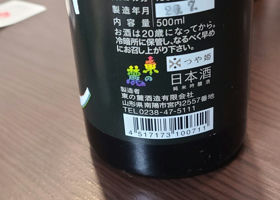 製造年月
内容量 500ml
お酒は20歳になってから。
冷暗所に保管し、なるべく早め
にお召し上がり下さい。
東の麓
つや姫
日本酒
純米吟醸酒
製造者
東の麓酒造有限会社
山形県南陽市宮内2557番地
TEL 0238-47-5111
4 517173 100711